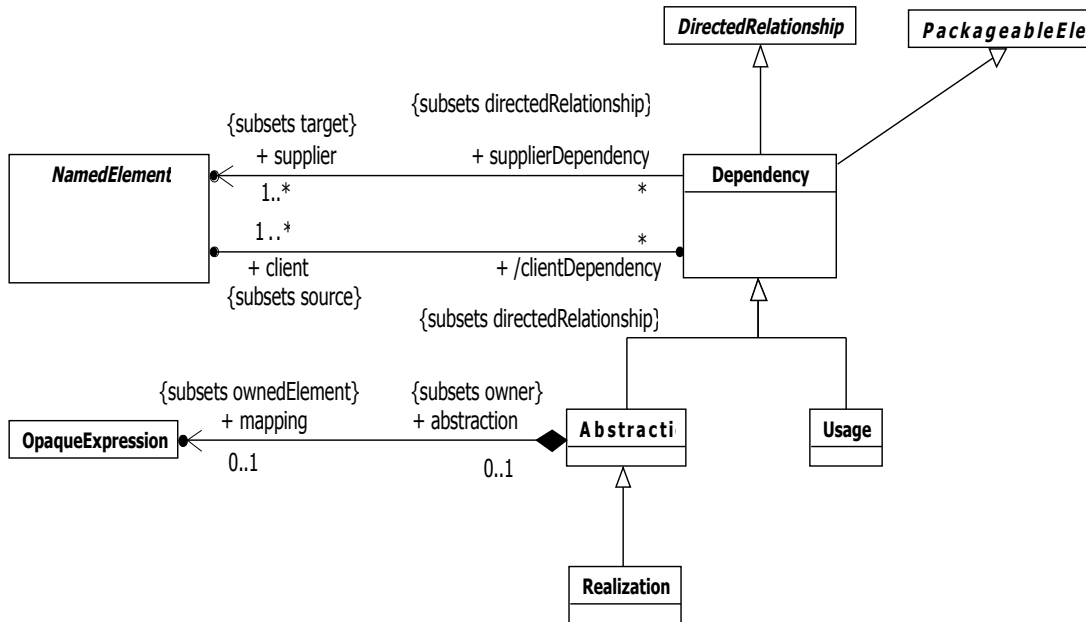 DirectedRelationship
PackageableEle
{subsets directedRelationship}
{subsets target}
+ supplier
+ supplierDependency
NamedElement
Dependency
1..*
*
1..*
*
+ client
+ /clientDependency
{subsets source}
{subsets directedRelationship}
{subsets ownedElement}
{subsets owner}
+ mapping
+ abstraction
OpaqueExpression
Abstracti
Usage
0..1
0..1
Realization